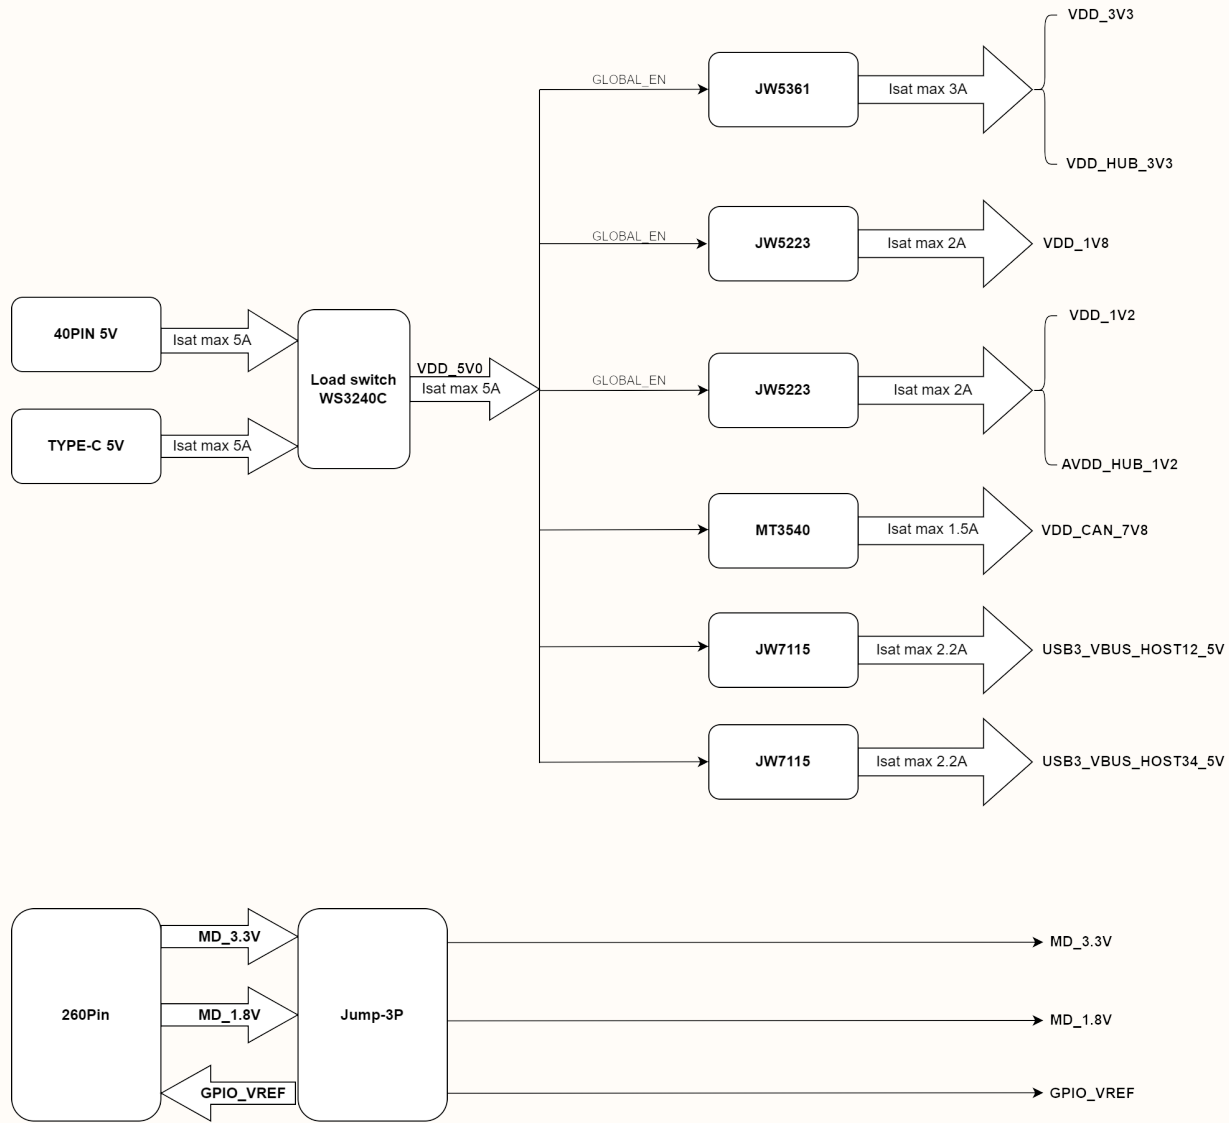 VDD_3V3
GLOBAL_EN
JW5361
Isat max 3A
VDD_HUB_3V3
GLOBAL_EN
JW5223
Isat max 2A
VDD_1V8
40PIN 5V
Isat max 5A
VDD_1V2
Load switch
WS3240C
VDD_5V0
Isat max 5A
GLOBAL_EN
JW5223
Isat max 2A
TYPE-C 5V
Isat max 5A
AVDD_HUB_1V2
MT3540
Isat max 1.5A
VDD_CAN_7V8
JW7115
Isat max 2.2A
USB3_VBUS_HOST12_5V
JW7115
Isat max 2.2A
USB3_VBUS_HOST34_5V
260Pin
MD_3.3V
MD_1.8V
GPIO_VREF
Jump-3P
MD_3.3V
MD_1.8V
GPIO_VREF